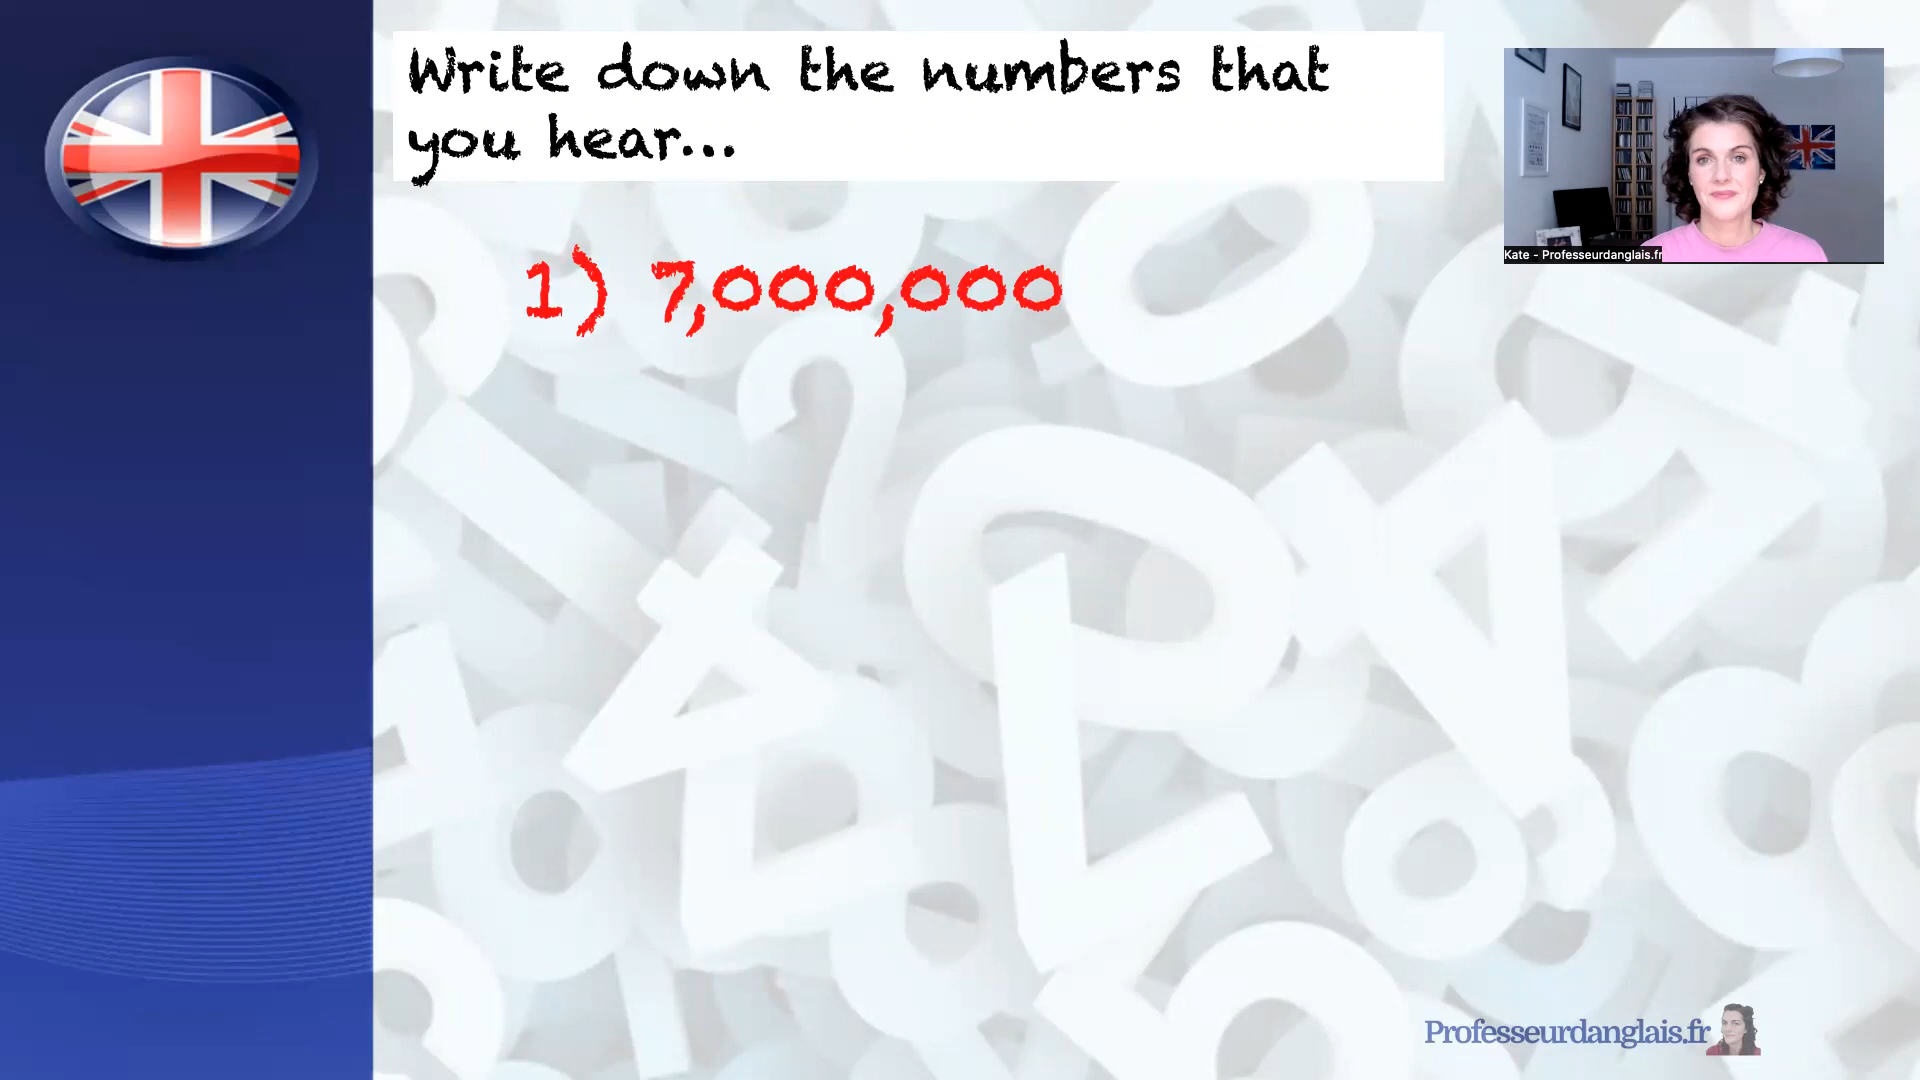 Write down the numbers that
you hear...
1) 7,000,000
Kate - Professeurdanglais.fr
Professeurdanglais.fr